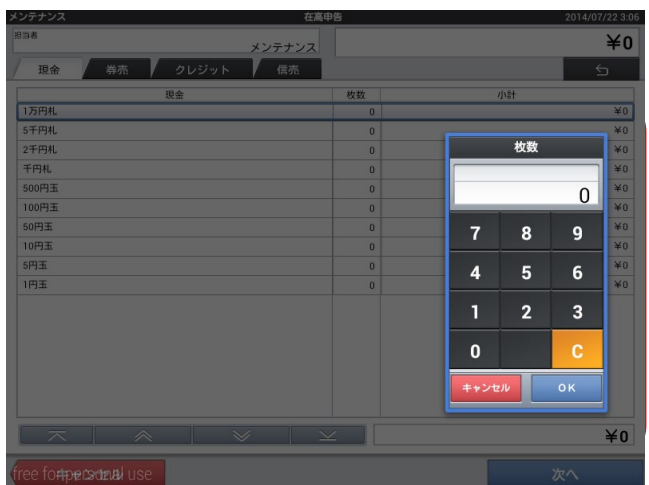 メンテナンス 在高申告 2014/07/22 3:06
担当者
メンテナンス
¥0
現金 券売 クレジット 信売
現金 枚数 小計
1万円札 0 ¥0
5千円札 0 ¥0
2千円札 0 ¥0
千円札 0 ¥0
500円玉 0 ¥0
100円玉 0 ¥0
50円玉 0 ¥0
10円玉 0 ¥0
5円玉 0 ¥0
1円玉 0 ¥0
枚数
0
7 8 9
4 5 6
1 2 3
0 C
キャンセル OK
¥0
キャンセル 次へ
free for personal use